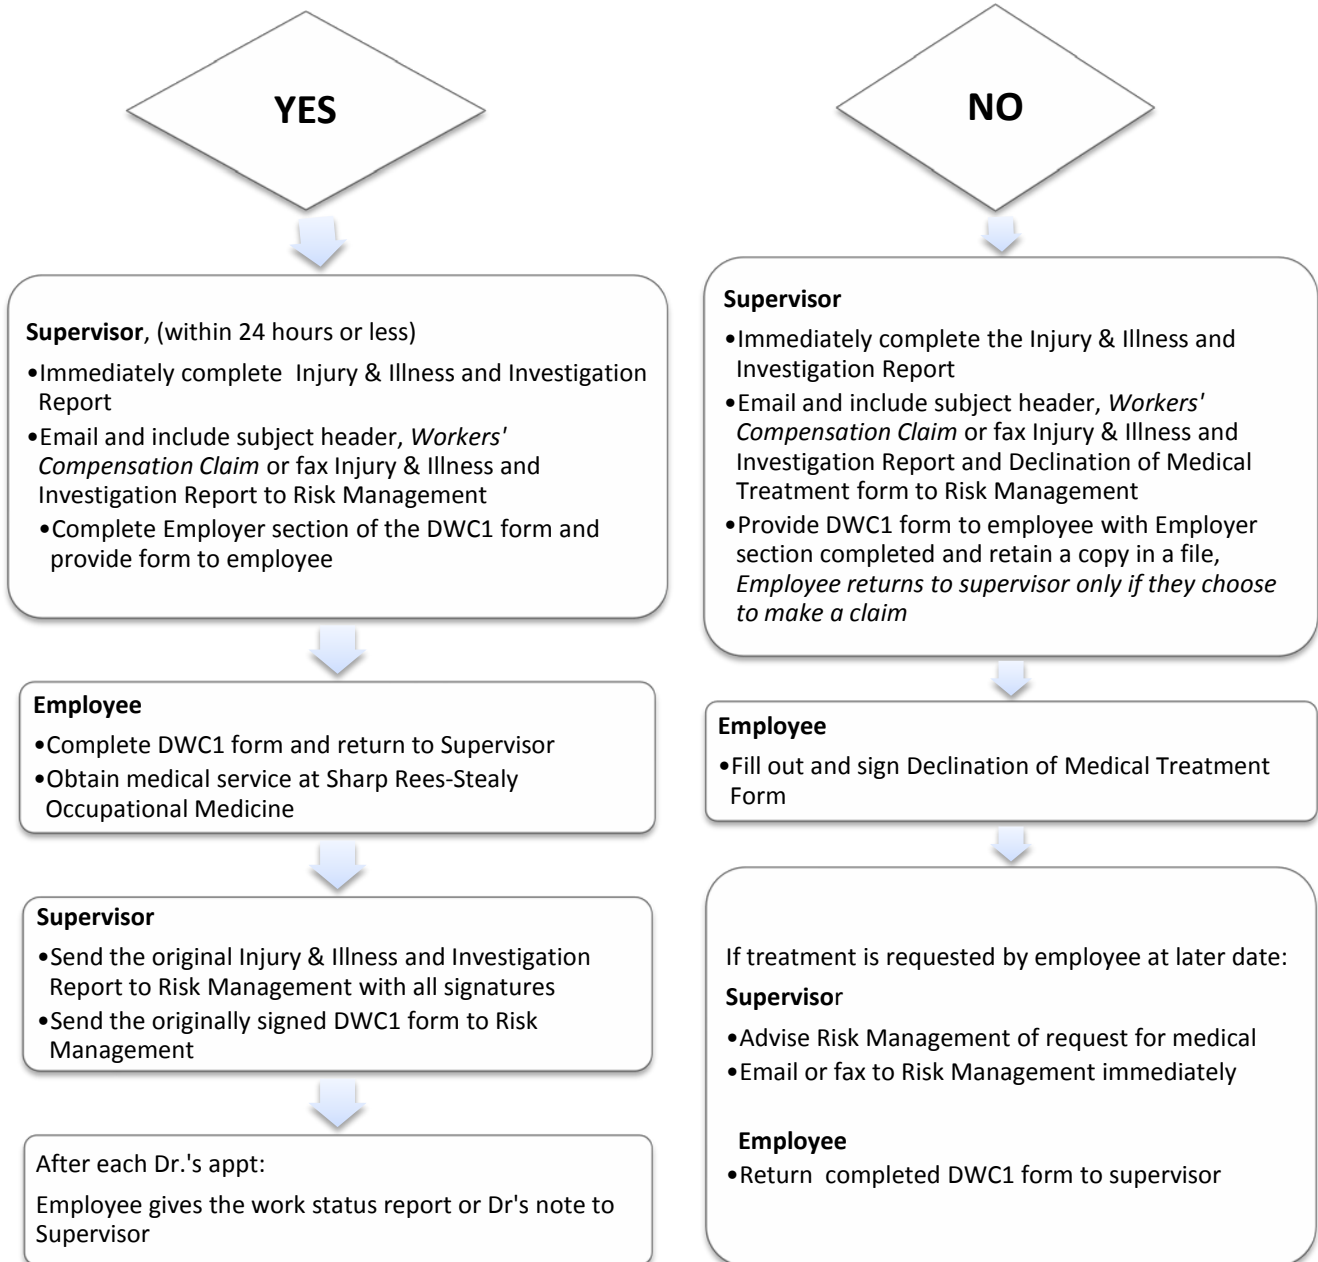 YES
Supervisor, (within 24 hours or less)
•Immediately complete  Injury & Illness and Investigation
Report
•Email and include subject header, Workers'
Compensation Claim or fax Injury & Illness and
Investigation Report to Risk Management
•Complete Employer section of the DWC1 form and
provide form to employee
Employee
•Complete DWC1 form and return to Supervisor
•Obtain medical service at Sharp Rees-Stealy
Occupational Medicine
Supervisor
•Send the original Injury & Illness and Investigation
Report to Risk Management with all signatures
•Send the originally signed DWC1 form to Risk
Management
After each Dr.'s appt:
Employee gives the work status report or Dr's note to
Supervisor
NO
Supervisor
•Immediately complete the Injury & Illness and
Investigation Report
•Email and include subject header, Workers'
Compensation Claim or fax Injury & Illness and
Investigation Report and Declination of Medical
Treatment form to Risk Management
•Provide DWC1 form to employee with Employer
section completed and retain a copy in a file,
Employee returns to supervisor only if they choose
to make a claim
Employee
•Fill out and sign Declination of Medical Treatment
Form
If treatment is requested by employee at later date:
Supervisor
•Advise Risk Management of request for medical
•Email or fax to Risk Management immediately
Employee
•Return  completed DWC1 form to supervisor